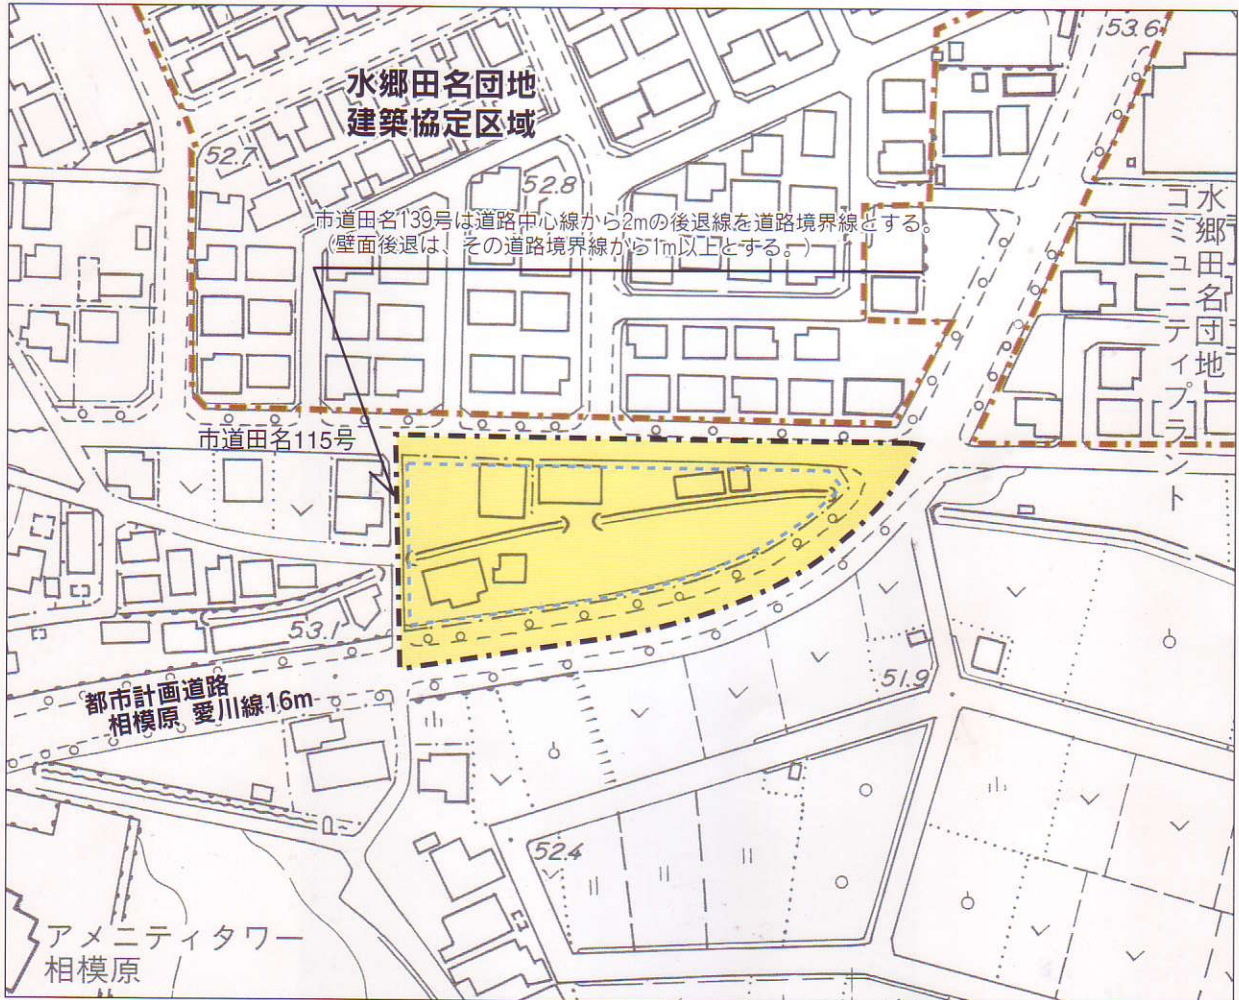 53.6
水郷田名団地
建築協定区域
52.7
52.8
市道田名139号は道路中心線から2mの後退線を道路境界線とする。
（壁面後退は、その道路境界線から1m以上とする。）
水郷田名団地
コミュニティプラント
市道田名115号
53.1
都市計画道路
相模原 愛川線16m
51.9
52.4
アメニティタワー
相模原